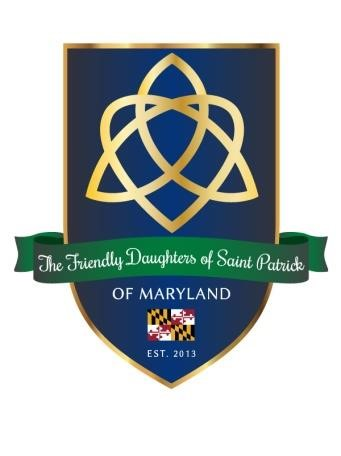 The Friendly Daughters of Saint Patrick
OF MARYLAND
EST. 2013